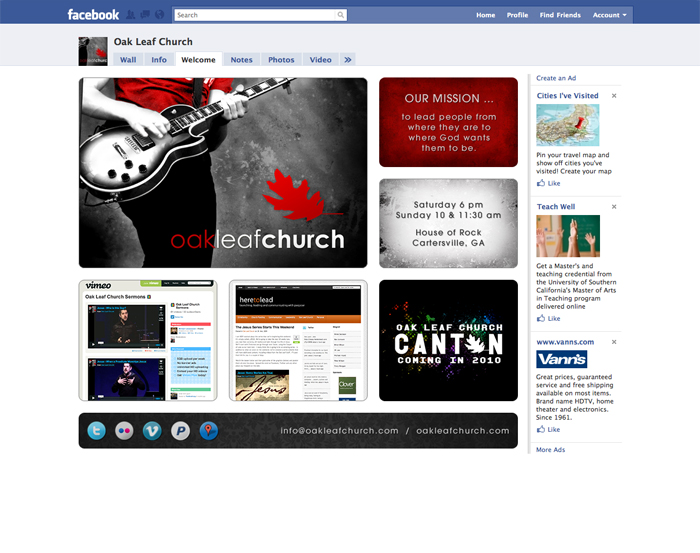 facebook
Search
Home Profile Find Friends Account
Oak Leaf Church
Wall Info Welcome Notes Photos Video »
oakleafchurch
OUR MISSION ...
to lead people from
where they are to
where God wants
them to be.
Saturday 6 pm
Sunday 10 & 11:30 am
House of Rock
Cartersville, GA
vimeo
Oak Leaf Church Sermons
heretolead
The Jesus Series Starts This Weekend
Jesus
Clover
OAK LEAF CHURCH
CANTON
COMING IN 2010
info@oakleafchurch.com / oakleafchurch.com
Create an Ad
Cities I've Visited
Pin your travel map and
show off cities you've
visited! Create your map
Like
Teach Well
Get a Master's and
teaching credential from
the University of Southern
California's Master of Arts
in Teaching program
delivered online
Like
www.vanns.com
Vann's
Great prices, guaranteed
service and free shipping
available on most items.
Brand name HDTV, home
theater and electronics.
Since 1961.
Like
More Ads